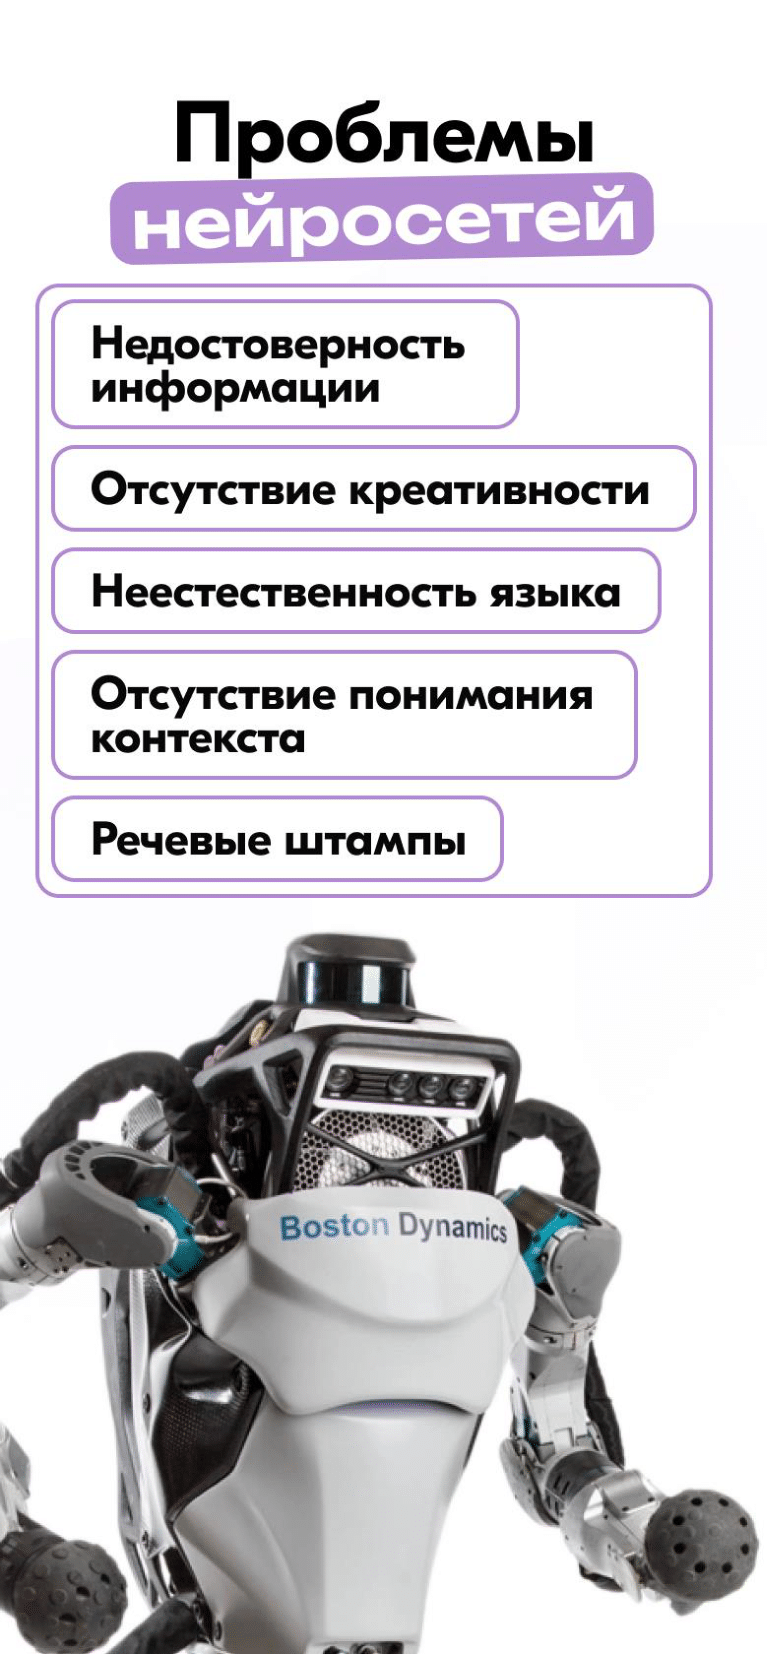 Проблемы
нейросетей
Недостоверность
информации
Отсутствие креативности
Неестественность языка
Отсутствие понимания
контекста
Речевые штампы
Boston Dynamics